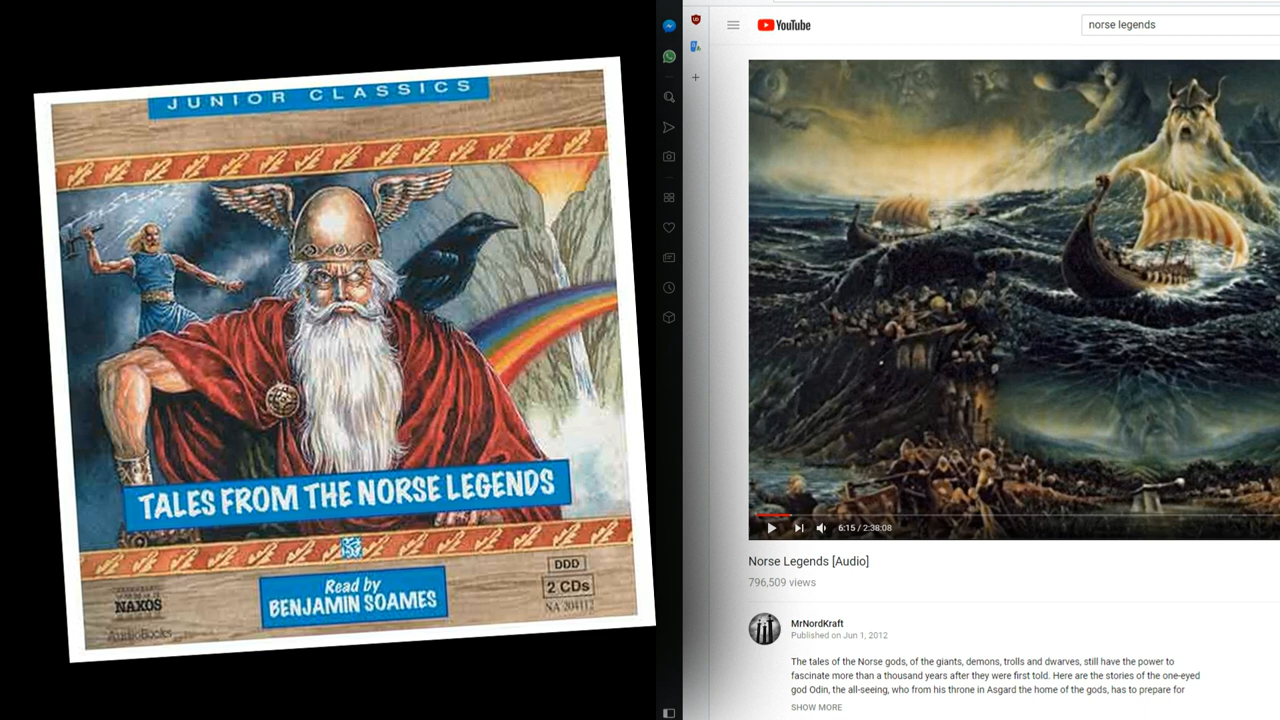 JUNIOR CLASSICS
TALES FROM THE NORSE LEGENDS
Read by
BENJAMIN SOAMES
NAXOS
AudioBooks
DDD
2 CDs
NA 204112
YouTube
norse legends
6:15 / 2:38:08
Norse Legends [Audio]
796,509 views
MrNordKraft
Published on Jun 1, 2012
The tales of the Norse gods, of the giants, demons, trolls and dwarves, still have the power to
fascinate more than a thousand years after they were first told. Here are the stories of the one-eyed
god Odin, the all-seeing, who from his throne in Asgard the home of the gods, has to prepare for
SHOW MORE